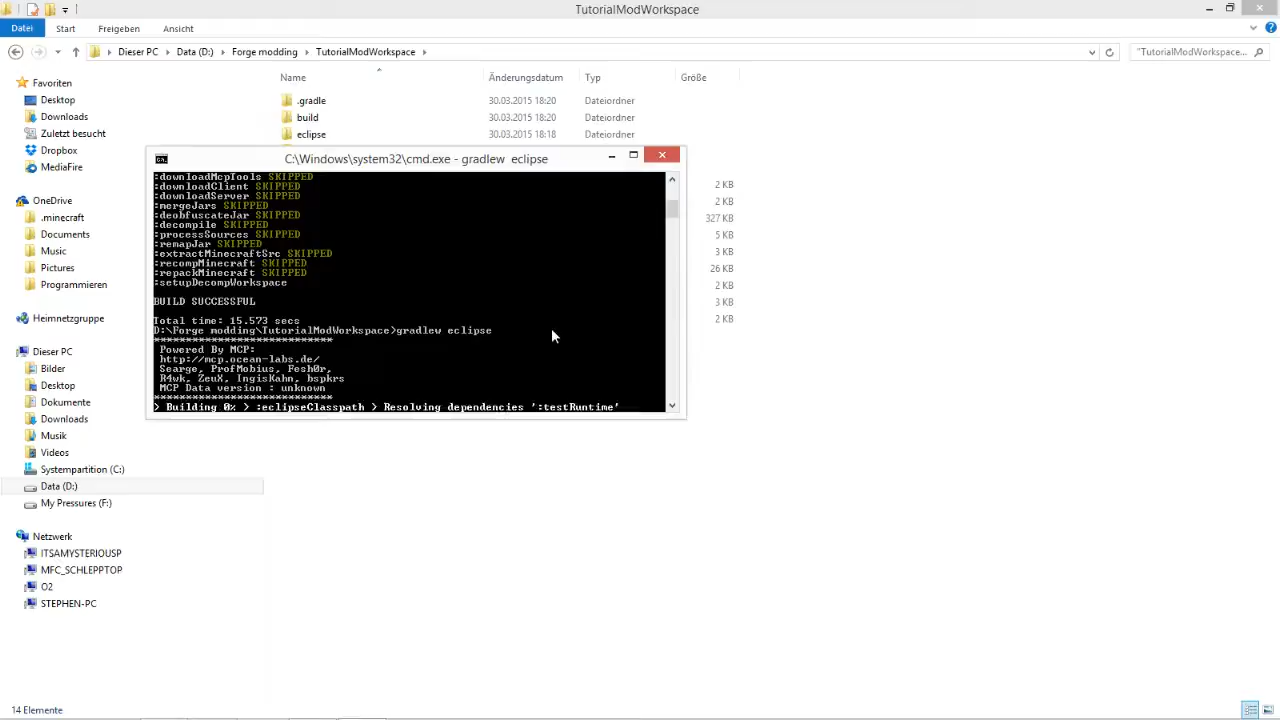 TutorialModWorkspace
Datei Start Freigeben Ansicht
Dieser PC Data (D:) Forge modding TutorialModWorkspace "TutorialModWorkspace...
Name Änderungsdatum Typ Größe
Favoriten
Desktop
Downloads
Zuletzt besucht
Dropbox
MediaFire
OneDrive
.minecraft
Documents
Music
Pictures
Programmieren
Heimnetzgruppe
Dieser PC
Bilder
Desktop
Dokumente
Downloads
Musik
Videos
Systempartition (C:)
Data (D:)
My Pressures (F:)
Netzwerk
ITSAMYSTERIOUSP
MFC_SCHLEPPTOP
O2
STEPHEN-PC
.gradle 30.03.2015 18:20 Dateiordner
build 30.03.2015 18:20 Dateiordner
eclipse 30.03.2015 18:18 Dateiordner
2 KB
2 KB
327 KB
5 KB
3 KB
26 KB
2 KB
3 KB
2 KB
C:\Windows\system32\cmd.exe - gradlew eclipse
:downloadMcpTools SKIPPED
:downloadClient SKIPPED
:downloadServer SKIPPED
:mergeJars SKIPPED
:deobfuscateJar SKIPPED
:decompile SKIPPED
:processSources SKIPPED
:remapJar SKIPPED
:extractMinecraftSrc SKIPPED
:recompMinecraft SKIPPED
:repackMinecraft SKIPPED
:setupDecompWorkspace
BUILD SUCCESSFUL
Total time: 15.573 secs
D:\Forge modding\TutorialModWorkspace>gradlew eclipse
****************************
Powered By MCP:
http://mcp.ocean-labs.de/
Searge, ProfMobius, Fesh0r,
R4wk, ZeuX, IngisKahn, bspkrs
MCP Data version : unknown
****************************
> Building 0% > :eclipseClasspath > Resolving dependencies ':testRuntime'
14 Elemente